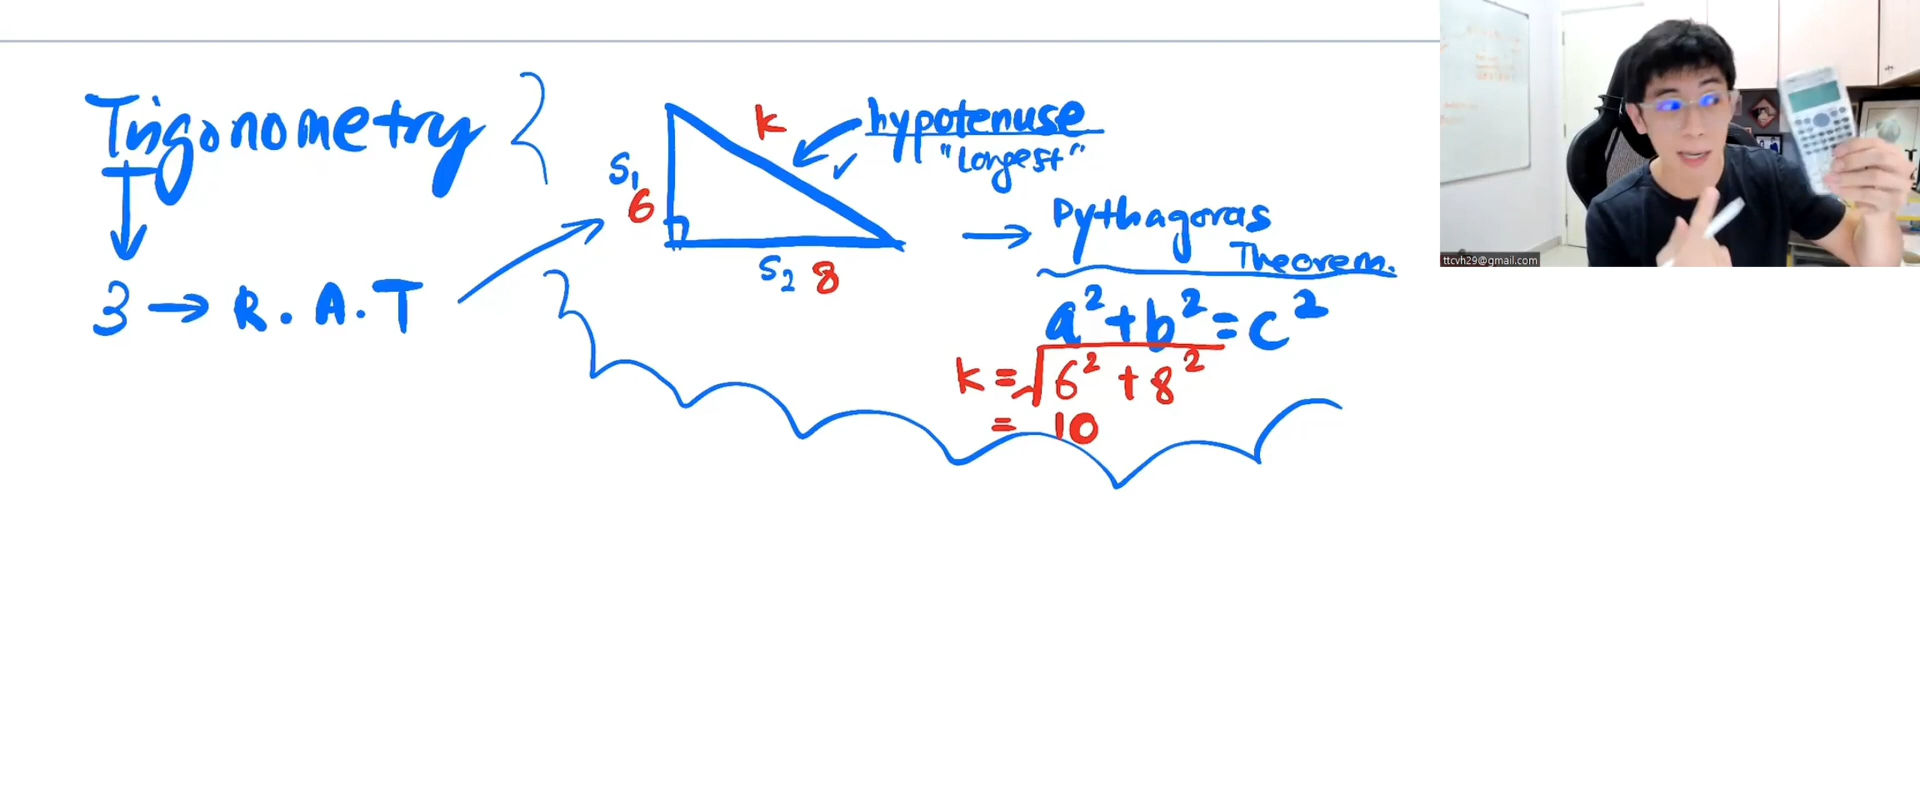 Trigonometry
3 → R.A.T
k
hypotenuse
"Longest"
S₁
6
S₂ 8
→ Pythagoras
Theorem.
a² + b² = c²
k = √6² + 8²
= 10
ttcvh29@gmail.com